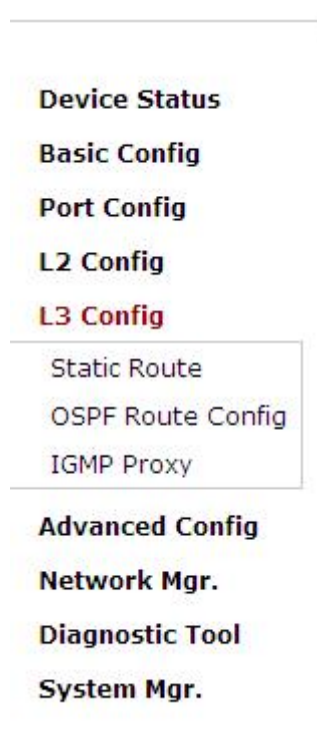 Device Status
Basic Config
Port Config
L2 Config
L3 Config
Static Route
OSPF Route Config
IGMP Proxy
Advanced Config
Network Mgr.
Diagnostic Tool
System Mgr.